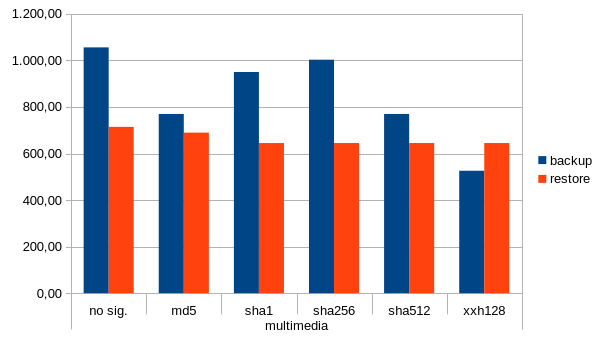 1.200,00
1.000,00
800,00
600,00
400,00
200,00
0,00
no sig. md5 sha1 sha256 sha512 xxh128
multimedia
backup
restore